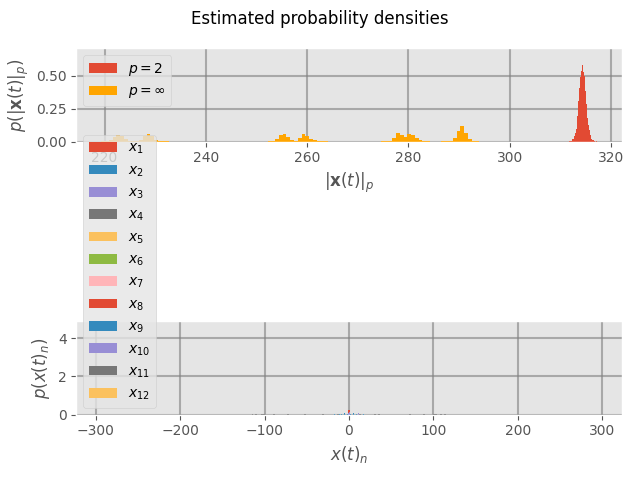 Estimated probability densities
p(|x(t)|_p)
0.50
0.25
0.00
p = 2
p = ∞
220
240
260
280
300
320
|x(t)|_p
x_1
x_2
x_3
x_4
x_5
x_6
x_7
x_8
x_9
x_10
x_11
x_12
p(x(t)_n)
4
2
0
−300
−200
−100
0
100
200
300
x(t)_n